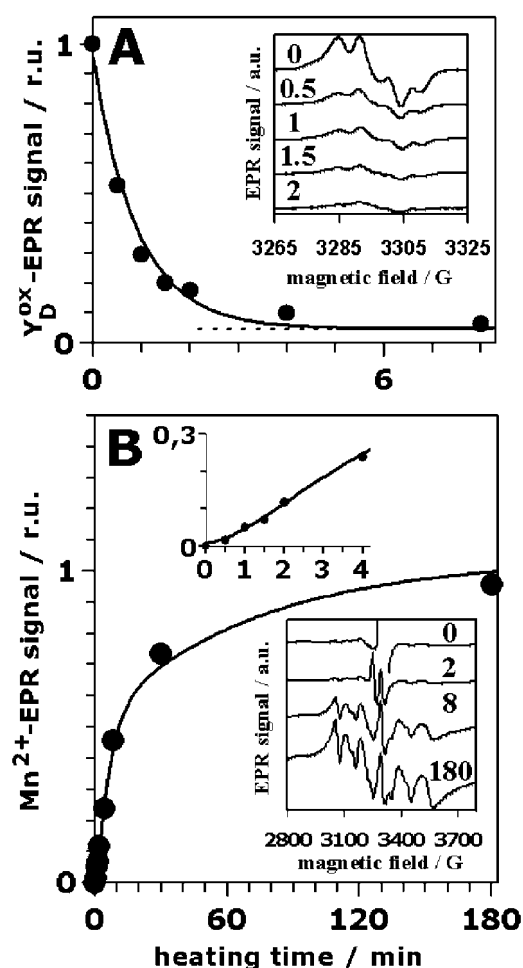 A
1
0
Y_D^ox-EPR signal / r.u.
0
6
EPR signal / a.u.
0
0.5
1
1.5
2
3265 3285 3305 3325
magnetic field / G
B
1
0
Mn²⁺-EPR signal / r.u.
0,3
0
0 1 2 3 4
EPR signal / a.u.
0
2
8
180
2800 3100 3400 3700
magnetic field / G
0 60 120 180
heating time / min